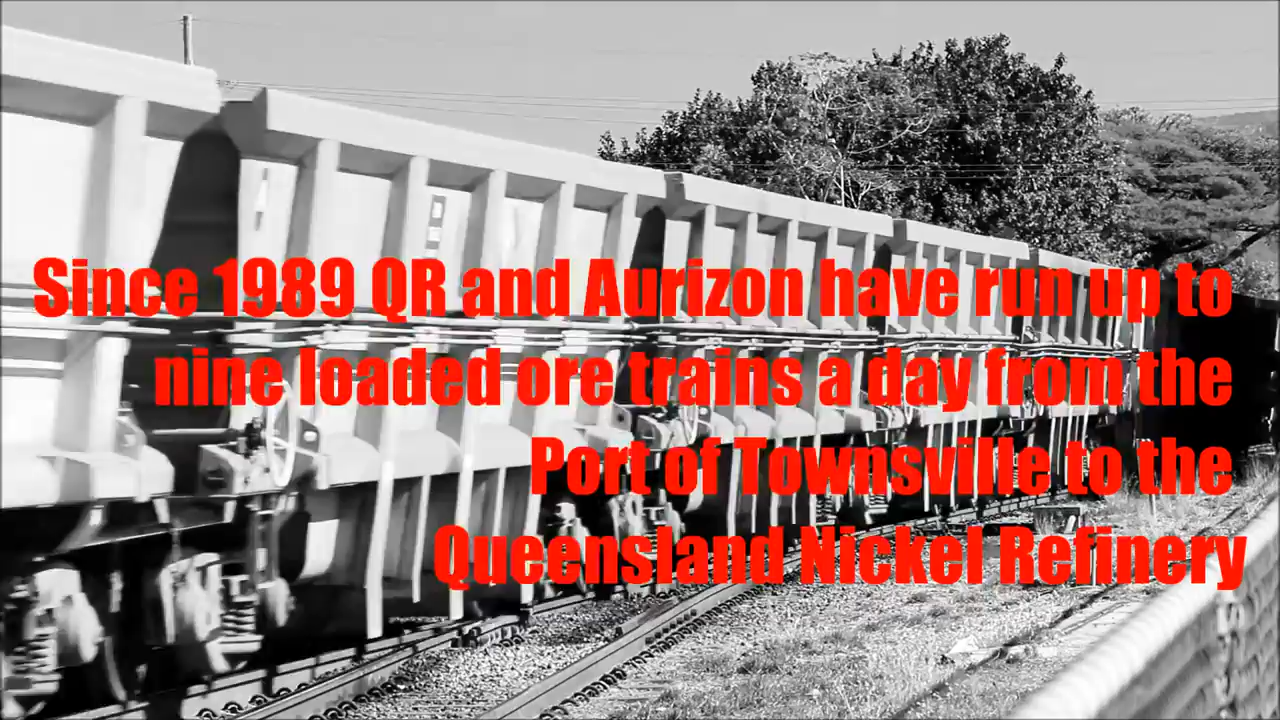 Since 1989 QR and Aurizon have run up to
nine loaded ore trains a day from the
Port of Townsville to the
Queensland Nickel Refinery